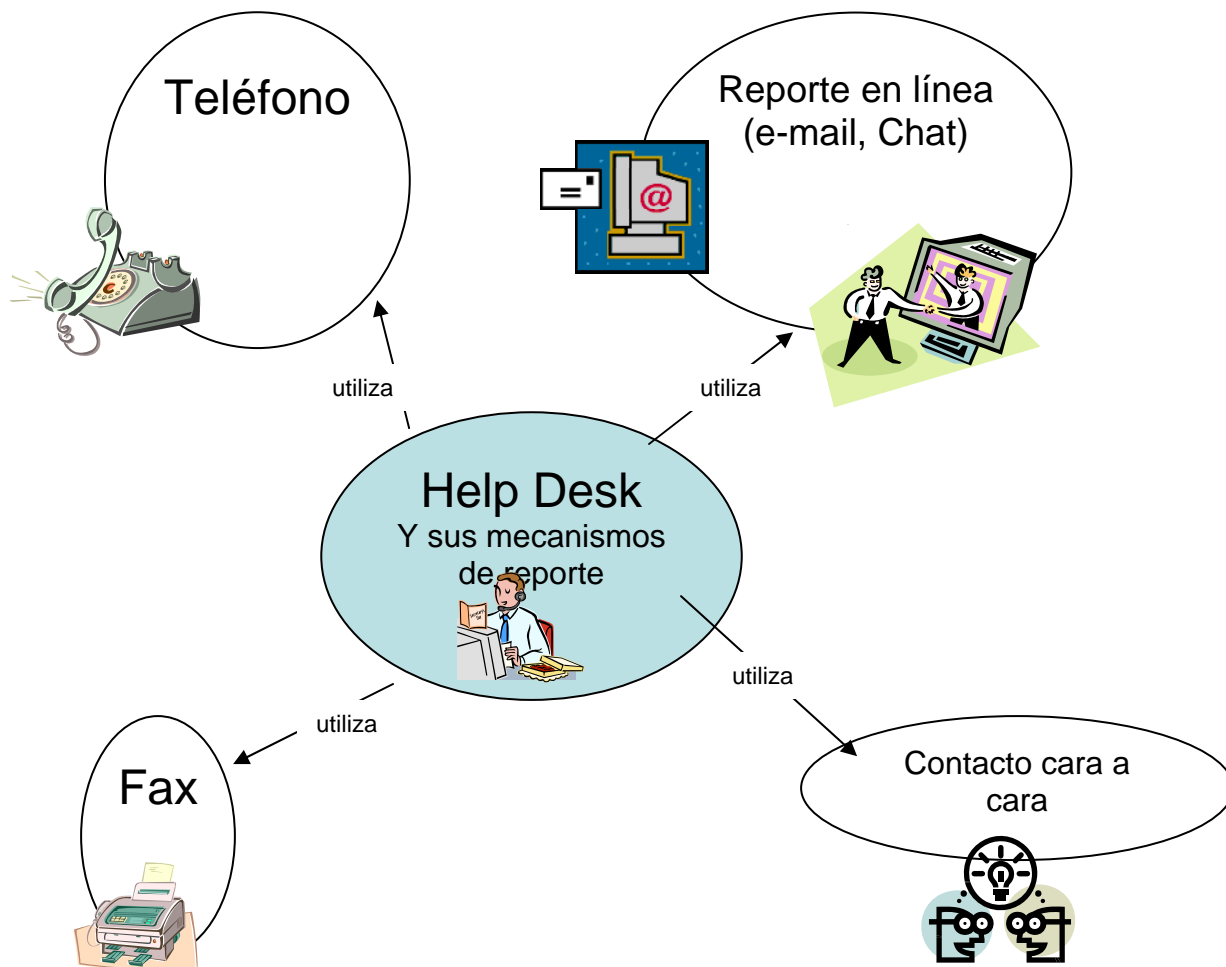 Teléfono
Reporte en línea
(e-mail, Chat)
@
utiliza
utiliza
Help Desk
Y sus mecanismos
de reporte
utiliza
utiliza
Fax
Contacto cara a
cara